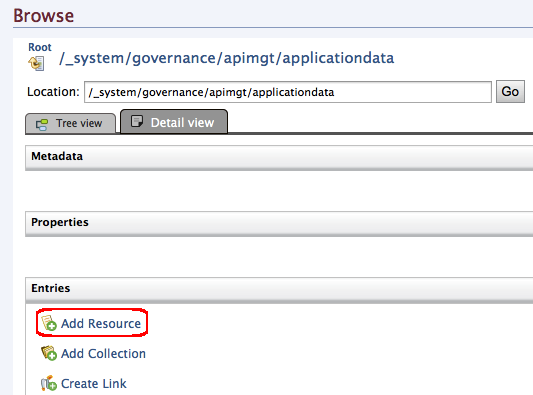 Browse
Root
/_system/governance/apimgt/applicationdata
Location: /_system/governance/apimgt/applicationdata Go
Tree view Detail view
Metadata
Properties
Entries
Add Resource
Add Collection
Create Link